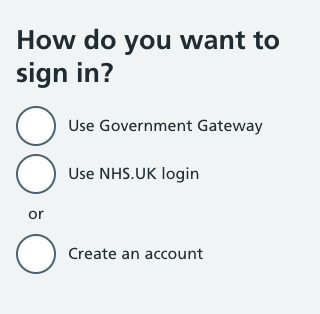 How do you want to
sign in?
Use Government Gateway
Use NHS.UK login
or
Create an account